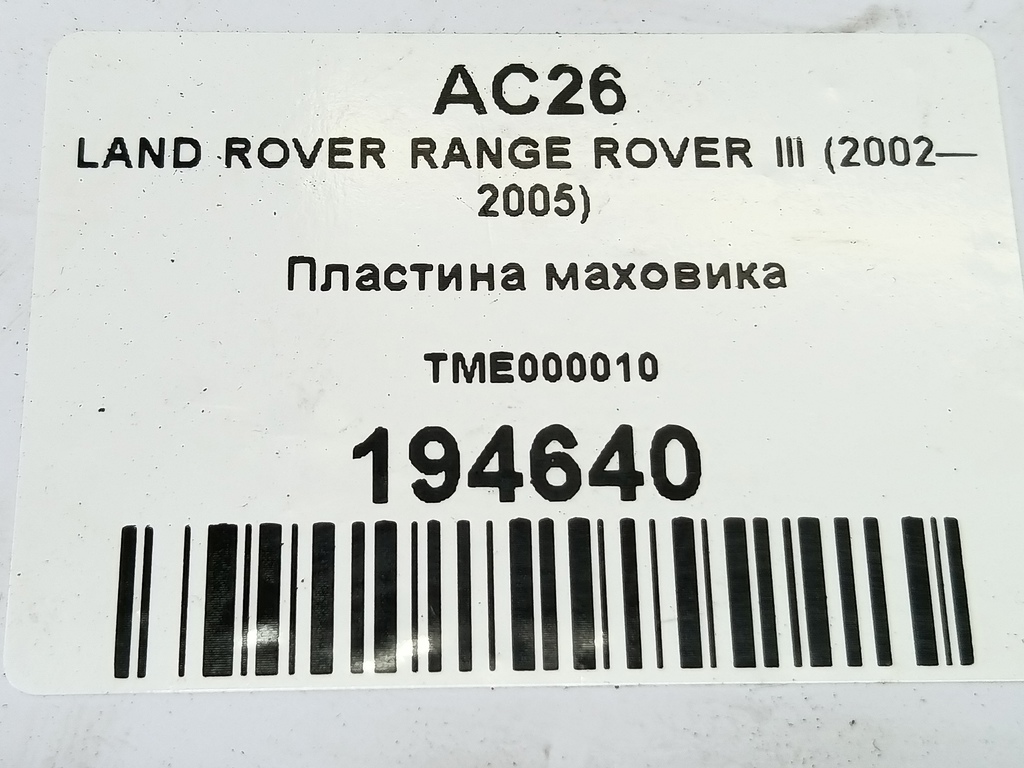 AC26
LAND ROVER RANGE ROVER III (2002—
2005)
Пластина маховика
TME000010
194640